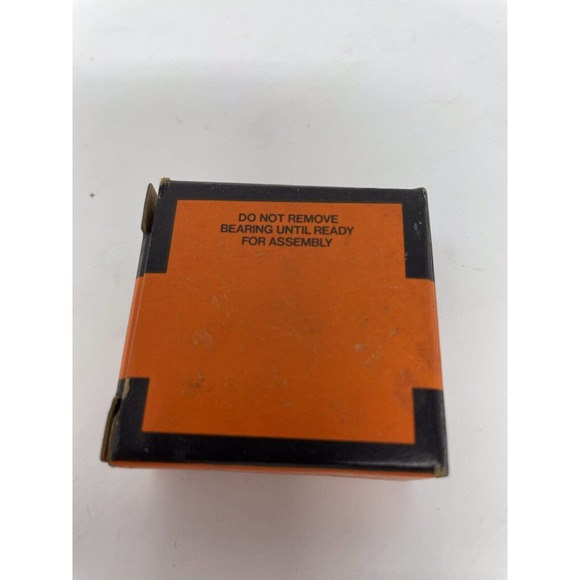 DO NOT REMOVE
BEARING UNTIL READY
FOR ASSEMBLY